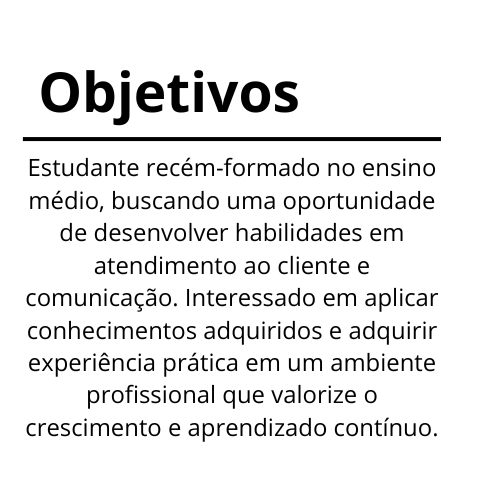 Objetivos
Estudante recém-formado no ensino
médio, buscando uma oportunidade
de desenvolver habilidades em
atendimento ao cliente e
comunicação. Interessado em aplicar
conhecimentos adquiridos e adquirir
experiência prática em um ambiente
profissional que valorize o
crescimento e aprendizado contínuo.